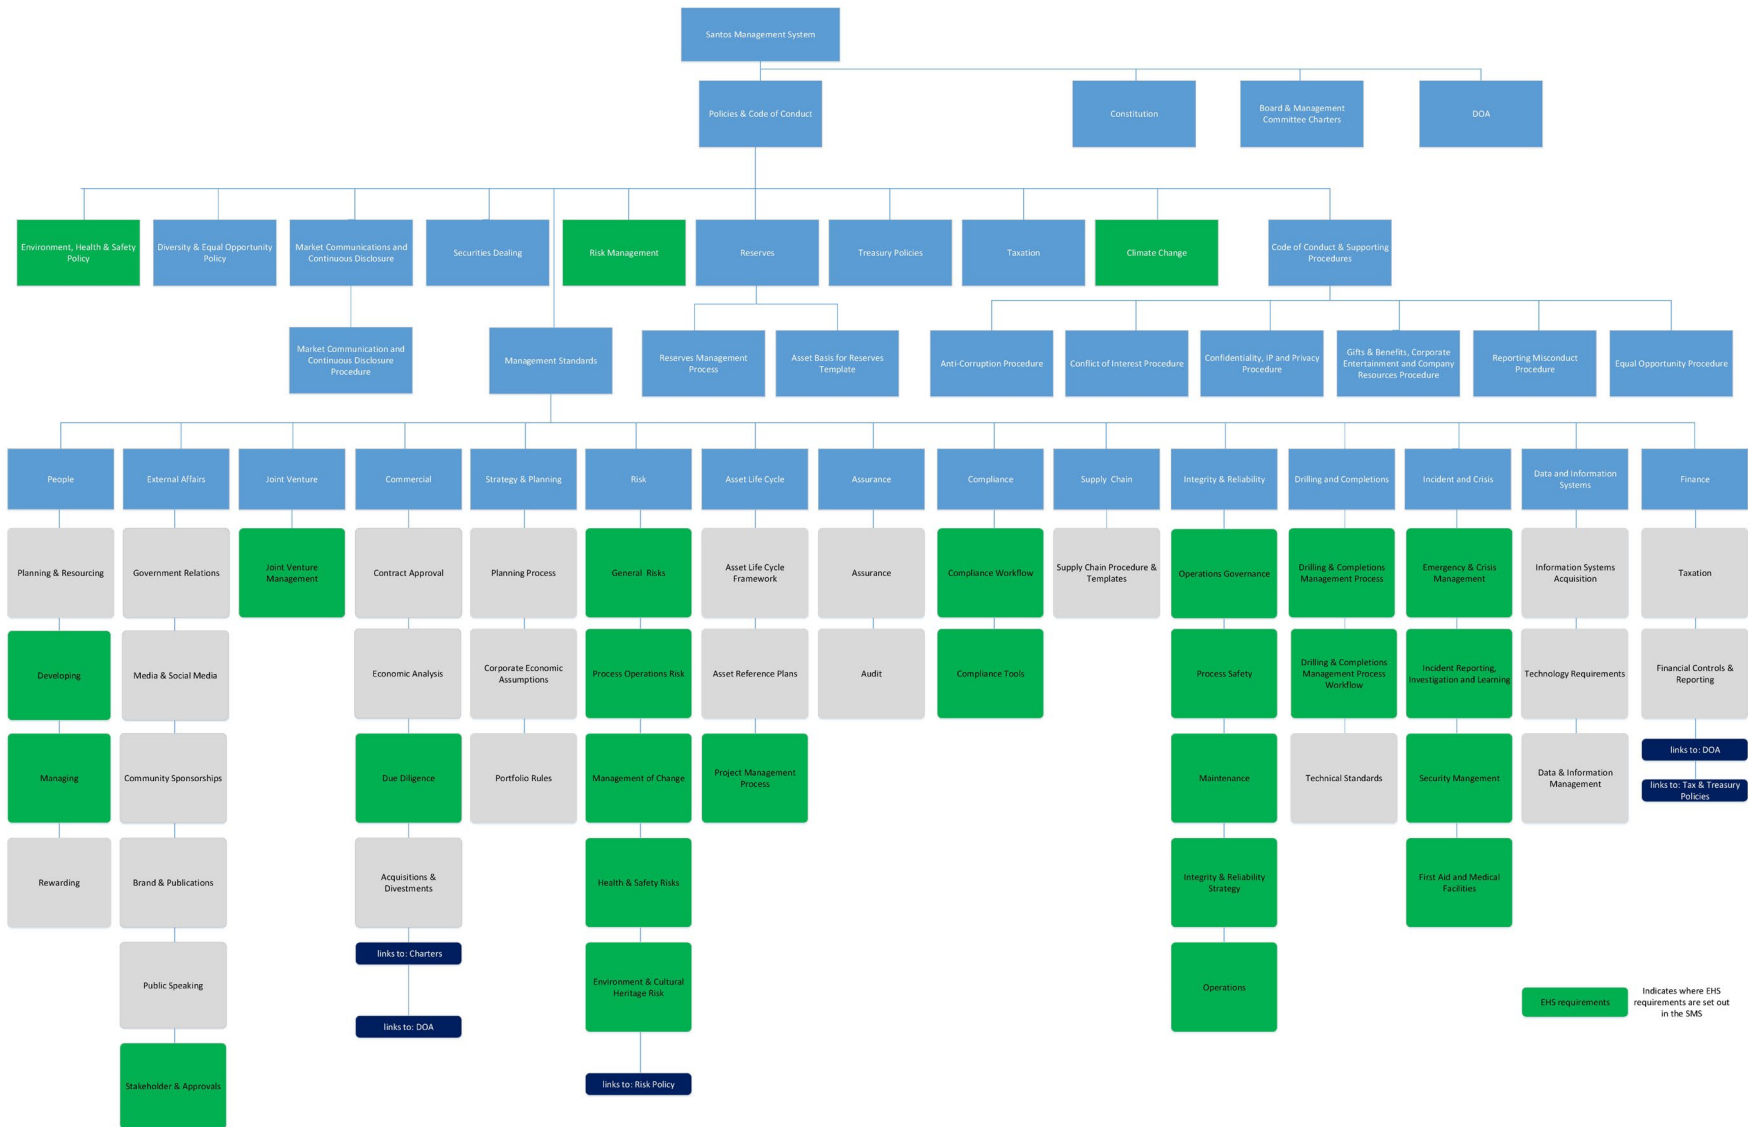 Santos Management System
Policies & Code of Conduct
Constitution
Board & Management
Committee Charters
DOA
Environment, Health & Safety
Policy
Diversity & Equal Opportunity
Policy
Market Communications and
Continuous Disclosure
Securities Dealing
Risk Management
Reserves
Treasury Policies
Taxation
Climate Change
Code of Conduct & Supporting
Procedures
Market Communication and
Continuous Disclosure
Procedure
Management Standards
Reserves Management
Process
Asset Basis for Reserves
Template
Anti-Corruption Procedure
Conflict of Interest Procedure
Confidentiality, IP and Privacy
Procedure
Gifts & Benefits, Corporate
Entertainment and Company
Resources Procedure
Reporting Misconduct
Procedure
Equal Opportunity Procedure
People
External Affairs
Joint Venture
Commercial
Strategy & Planning
Risk
Asset Life Cycle
Assurance
Compliance
Supply Chain
Integrity & Reliability
Drilling and Completions
Incident and Crisis
Data and Information
Systems
Finance
Planning & Resourcing
Government Relations
Joint Venture
Management
Contract Approval
Planning Process
General Risks
Asset Life Cycle
Framework
Assurance
Compliance Workflow
Supply Chain Procedure &
Templates
Operations Governance
Drilling & Completions
Management Process
Emergency & Crisis
Management
Information Systems
Acquisition
Taxation
Developing
Media & Social Media
Economic Analysis
Corporate Economic
Assumptions
Process Operations Risk
Asset Reference Plans
Audit
Compliance Tools
Process Safety
Drilling & Completions
Management Process
Workflow
Incident Reporting,
Investigation and Learning
Technology Requirements
Financial Controls &
Reporting
Managing
Community Sponsorships
Due Diligence
Portfolio Rules
Management of Change
Project Management
Process
Maintenance
Technical Standards
Security Mangement
Data & Information
Management
links to: DOA
links to: Tax & Treasury
Policies
Rewarding
Brand & Publications
Acquisitions &
Divestments
Health & Safety Risks
Integrity & Reliability
Strategy
First Aid and Medical
Facilities
links to: Charters
Public Speaking
Environment & Cultural
Heritage Risk
Operations
links to: DOA
EHS requirements
Indicates where EHS
requirements are set out
in the SMS
Stakeholder & Approvals
links to: Risk Policy